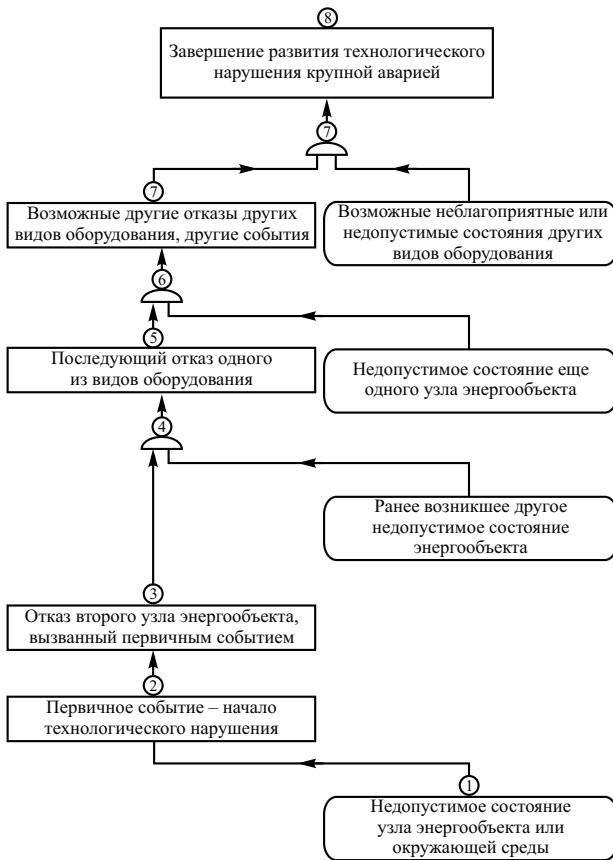 8
Завершение развития технологического
нарушения крупной аварией
7
7
Возможные другие отказы других
видов оборудования, другие события
Возможные неблагоприятные или
недопустимые состояния других
видов оборудования
6
5
Последующий отказ одного
из видов оборудования
Недопустимое состояние еще
одного узла энергообъекта
4
Ранее возникшее другое
недопустимое состояние
энергообъекта
3
Отказ второго узла энергообъекта,
вызванный первичным событием
2
Первичное событие – начало
технологического нарушения
1
Недопустимое состояние
узла энергообъекта или
окружающей среды